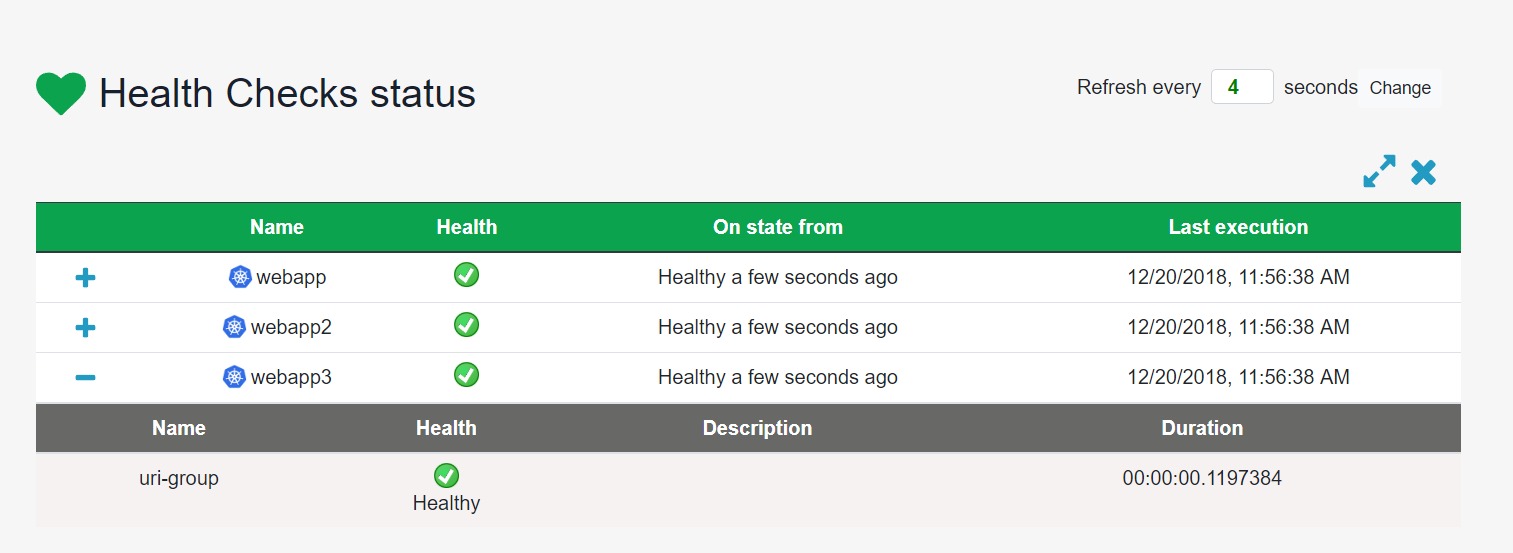 Health Checks status
Refresh every 4 seconds Change
Name Health On state from Last execution
webapp Healthy a few seconds ago 12/20/2018, 11:56:38 AM
webapp2 Healthy a few seconds ago 12/20/2018, 11:56:38 AM
webapp3 Healthy a few seconds ago 12/20/2018, 11:56:38 AM
Name Health Description Duration
uri-group 00:00:00.1197384
Healthy